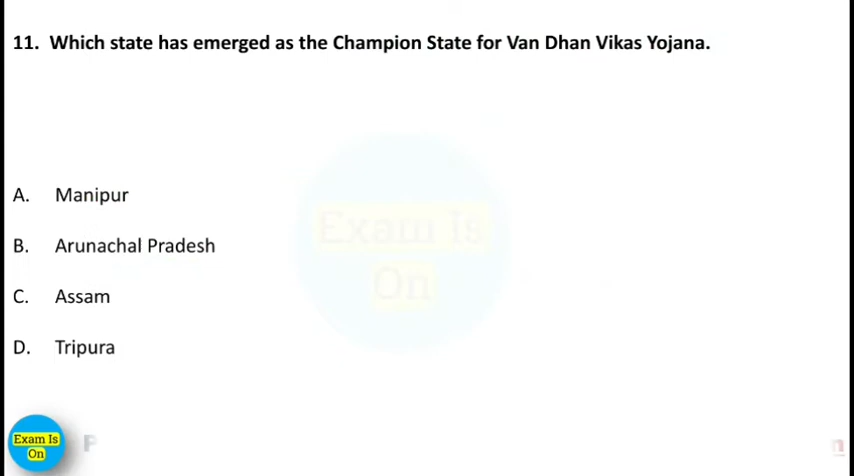 11. Which state has emerged as the Champion State for Van Dhan Vikas Yojana.
A. Manipur
B. Arunachal Pradesh
C. Assam
D. Tripura
Exam Is
On
Exam Is
On
P
n